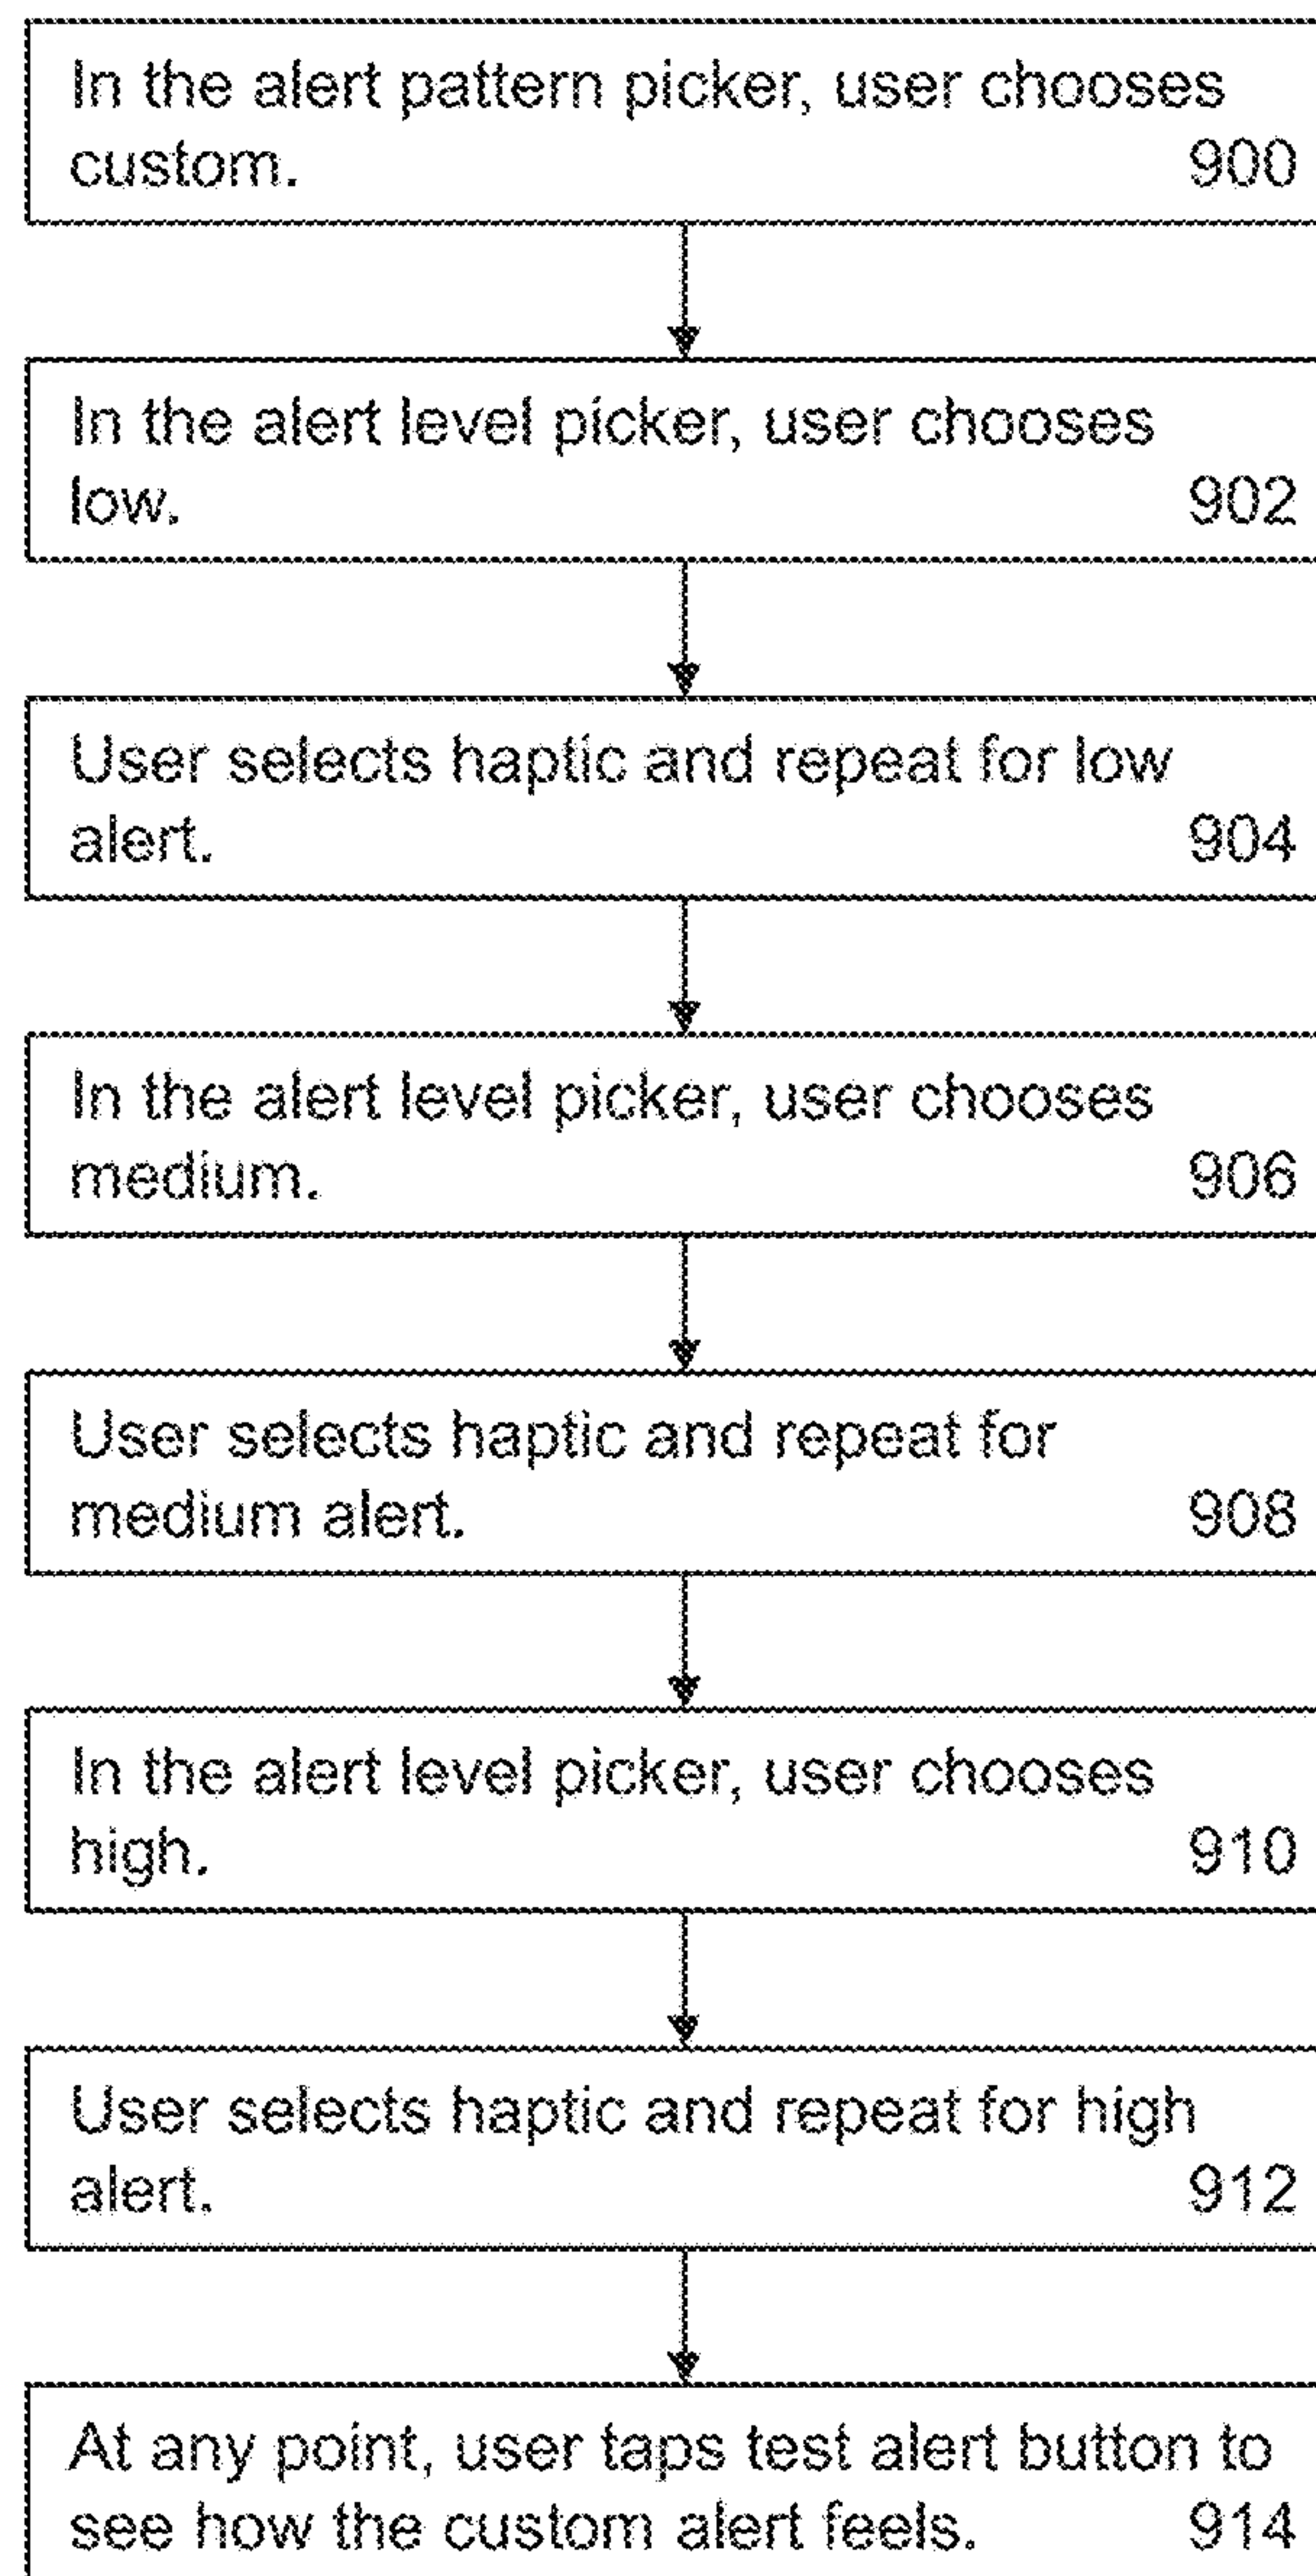 In the alert pattern picker, user chooses
custom. 900
In the alert level picker, user chooses
low. 902
User selects haptic and repeat for low
alert. 904
In the alert level picker, user chooses
medium. 906
User selects haptic and repeat for
medium alert. 908
In the alert level picker, user chooses
high. 910
User selects haptic and repeat for high
alert. 912
At any point, user taps test alert button to
see how the custom alert feels. 914